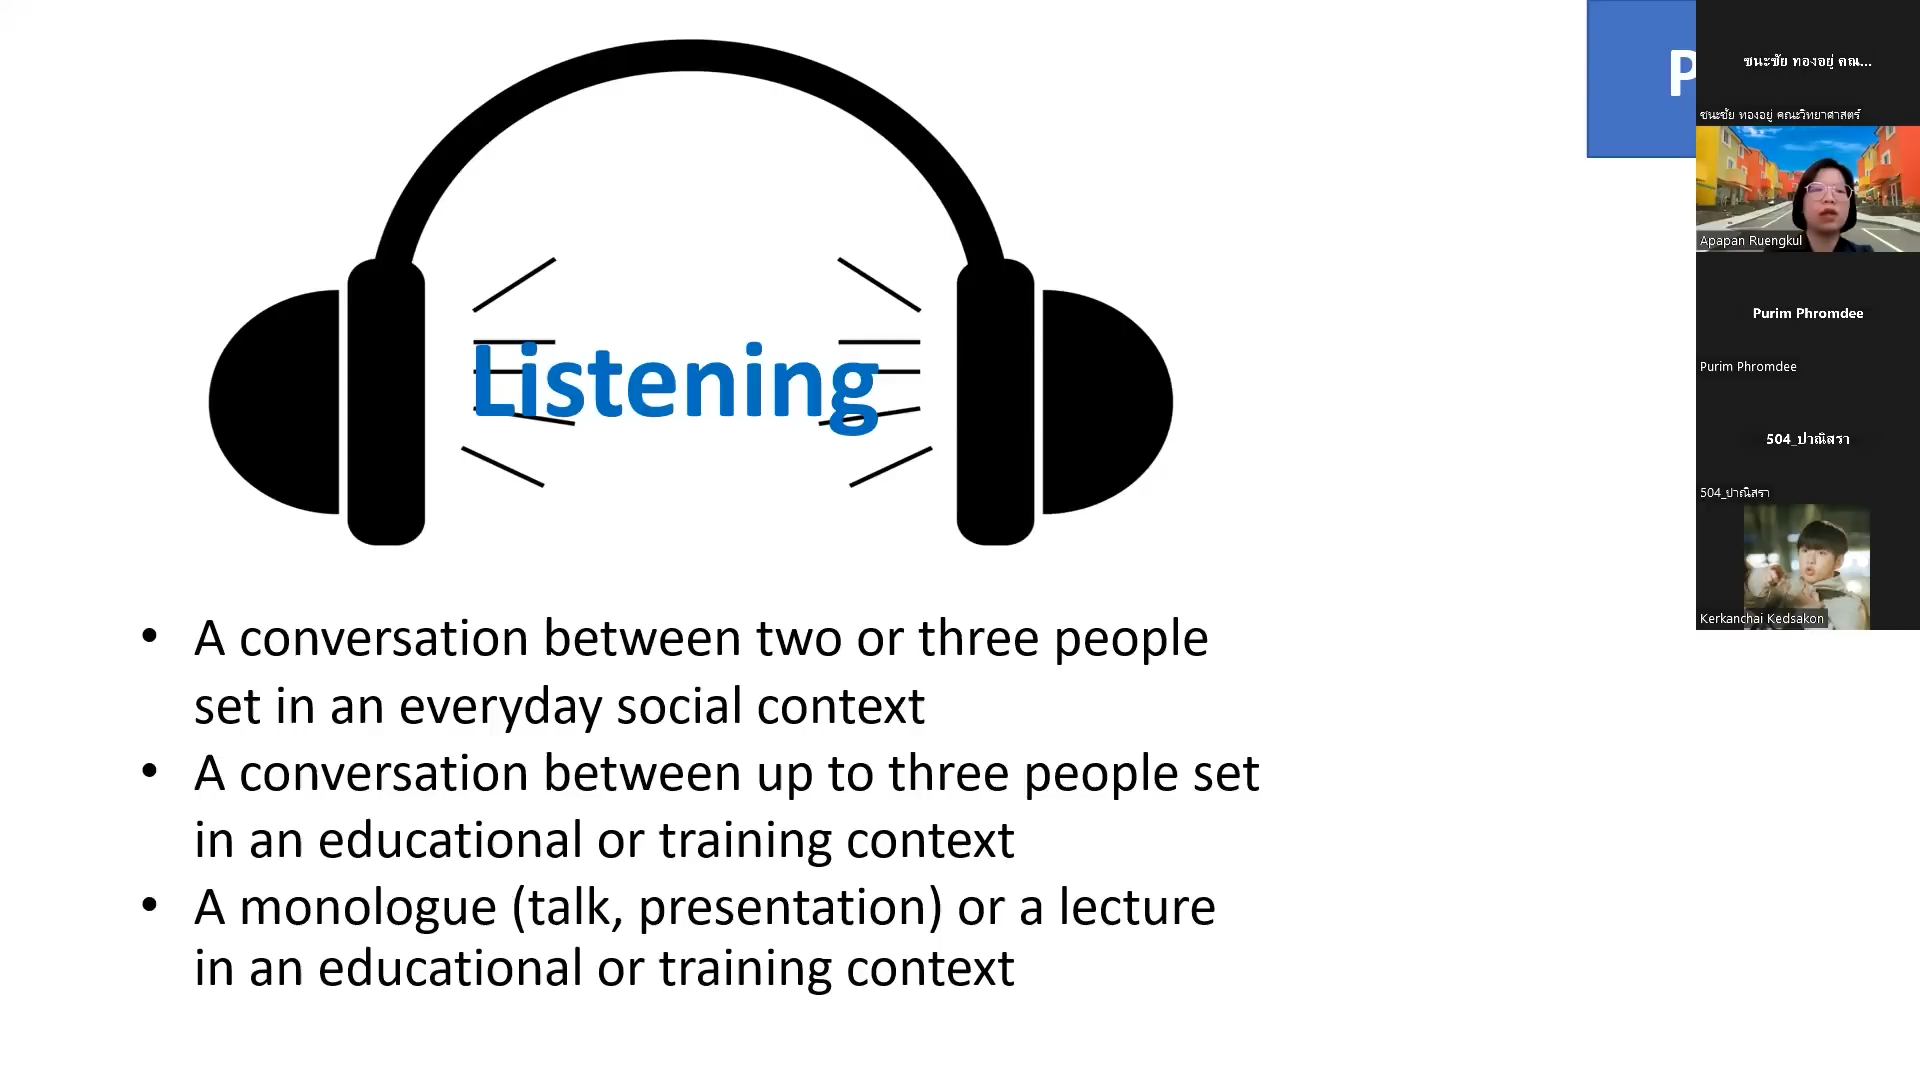 Listening
• A conversation between two or three people
set in an everyday social context
• A conversation between up to three people set
in an educational or training context
• A monologue (talk, presentation) or a lecture
in an educational or training context
P
ชนะชัย ทองอยู่ คณ...
ชนะชัย ทองอยู่ คณะวิทยาศาสตร์
Apapan Ruengkul
Purim Phromdee
Purim Phromdee
504_ปาณิสรา
504_ปาณิสรา
Kerkanchai Kedsakon